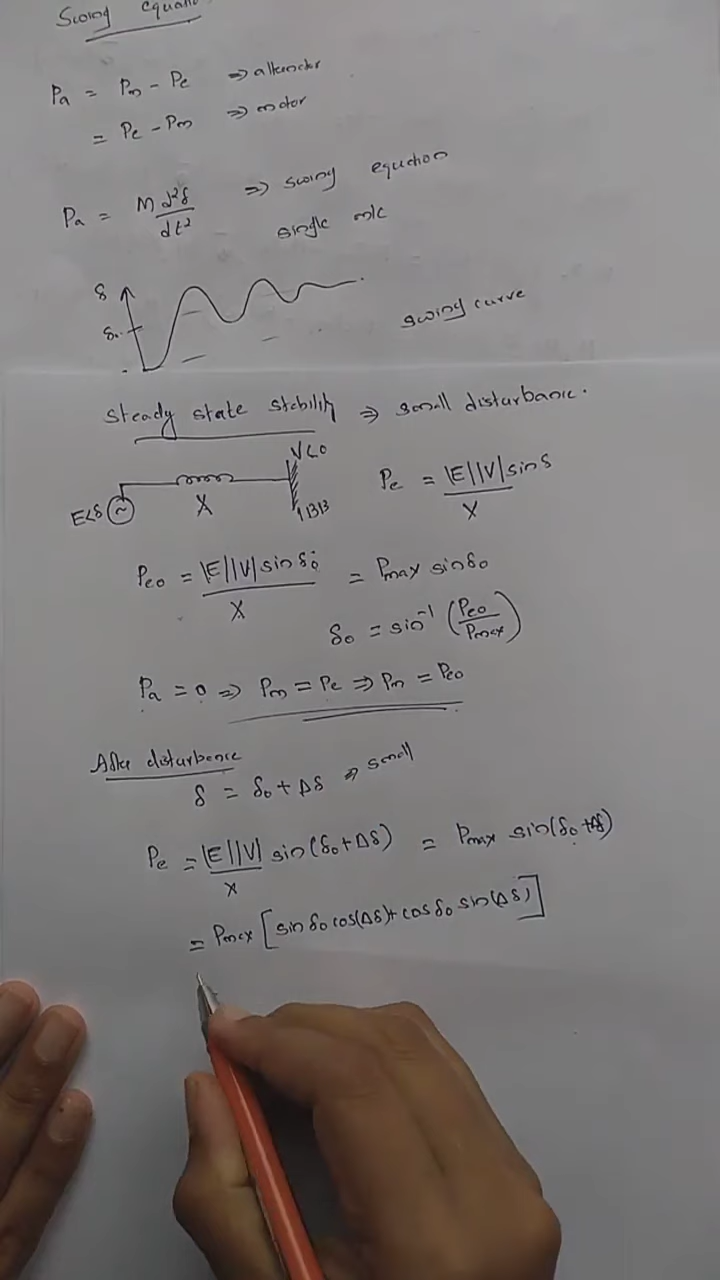 Swing equation
Pa = Pm - Pe ⇒ alternator
= Pe - Pm ⇒ motor
Pa = M d²δ/dt² ⇒ swing equation
single m/c
δ
δ₀
swing curve
Steady state stability ⇒ small disturbance.
V∠0
E∠δ
X
IBB
Pe = |E||V| sinδ / X
Peo = |E||V| sin δ₀ / X = Pmax sinδ₀
δ₀ = sin⁻¹ (Peo/Pmax)
Pa = 0 ⇒ Pm = Pe ⇒ Pm = Peo
After disturbance
δ = δ₀ + Δδ ⇒ small
Pe = |E||V|/X sin(δ₀+Δδ) = Pmax sin(δ₀+Δδ)
= Pmax [sin δ₀ cos(Δδ) + cos δ₀ sin(Δδ)]